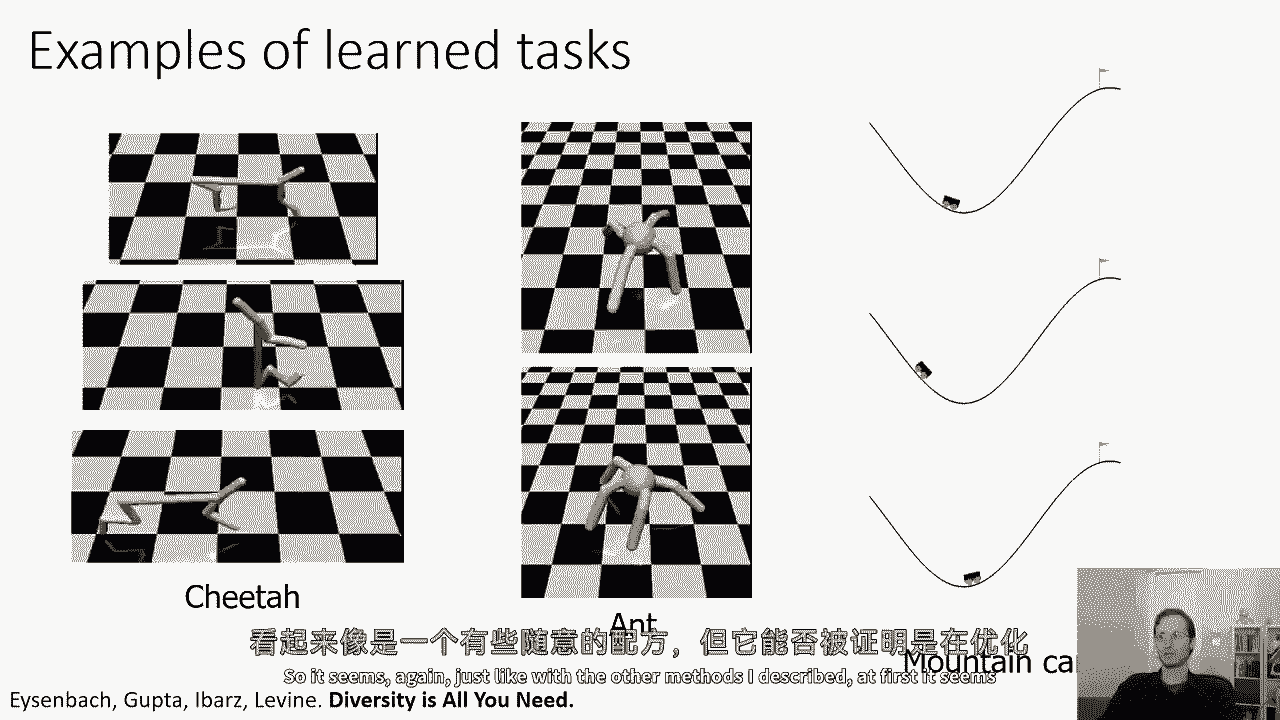 Examples of learned tasks
Cheetah
Ant
Mountain ca
看起来像是一个有些随意的配方，但它能否被证明是在优化
So it seems, again, just like with the other methods I described, at first it seems
Eysenbach, Gupta, Ibarz, Levine. Diversity is All You Need.